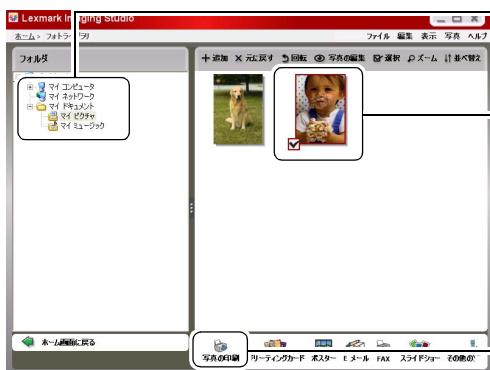 Lexmark Imaging Studio
ホーム > フォトライブラリ
ファイル 編集 表示 写真 ヘルプ
フォルダ
追加 元に戻す 回転 写真の編集 選択 ズーム 並べ替え
マイ コンピュータ
マイ ネットワーク
マイ ドキュメント
マイ ピクチャ
マイ ミュージック
ホーム画面に戻る
写真の印刷 グリーティングカード ポスター E メール FAX スライドショー その他の